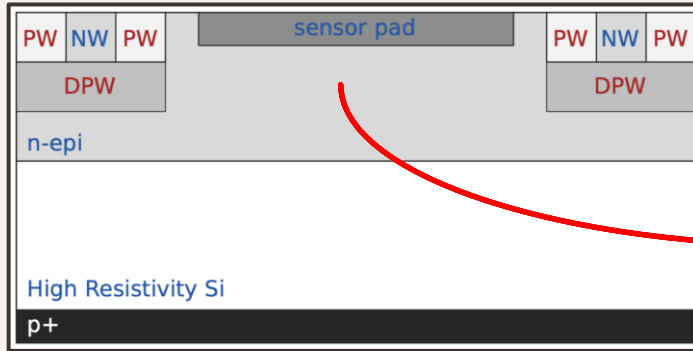 sensor pad
PW NW PW
PW NW PW
DPW
DPW
n-epi
High Resistivity Si
p+